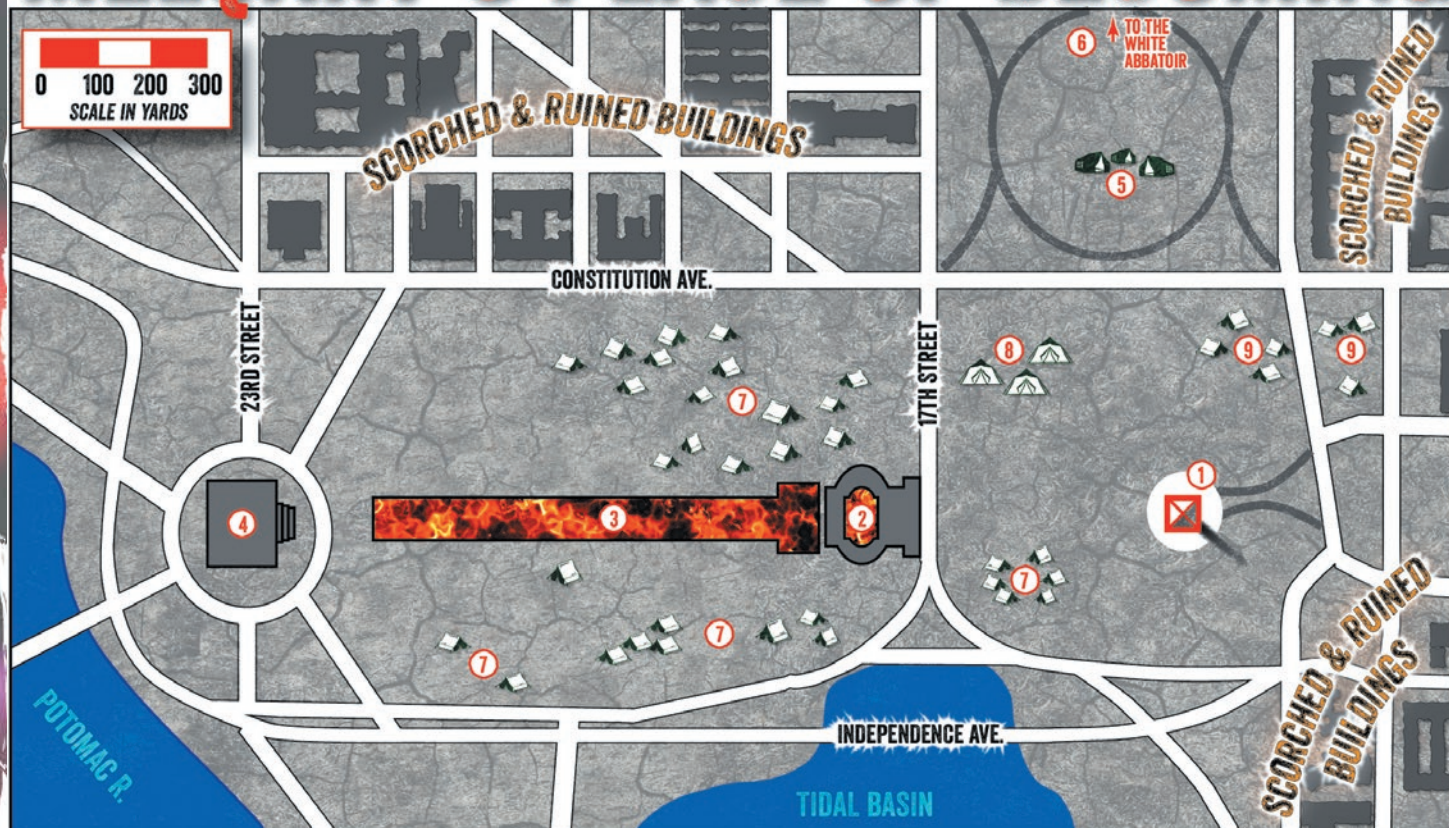 0 100 200 300
SCALE IN YARDS
6
TO THE
WHITE
ABBATOIR
SCORCHED & RUINED BUILDINGS
SCORCHED & RUINED
BUILDINGS
5
CONSTITUTION AVE.
23RD STREET
17TH STREET
8
9
9
7
1
4
3
2
7
7
7
POTOMAC R.
INDEPENDENCE AVE.
TIDAL BASIN
SCORCHED & RUINED
BUILDINGS